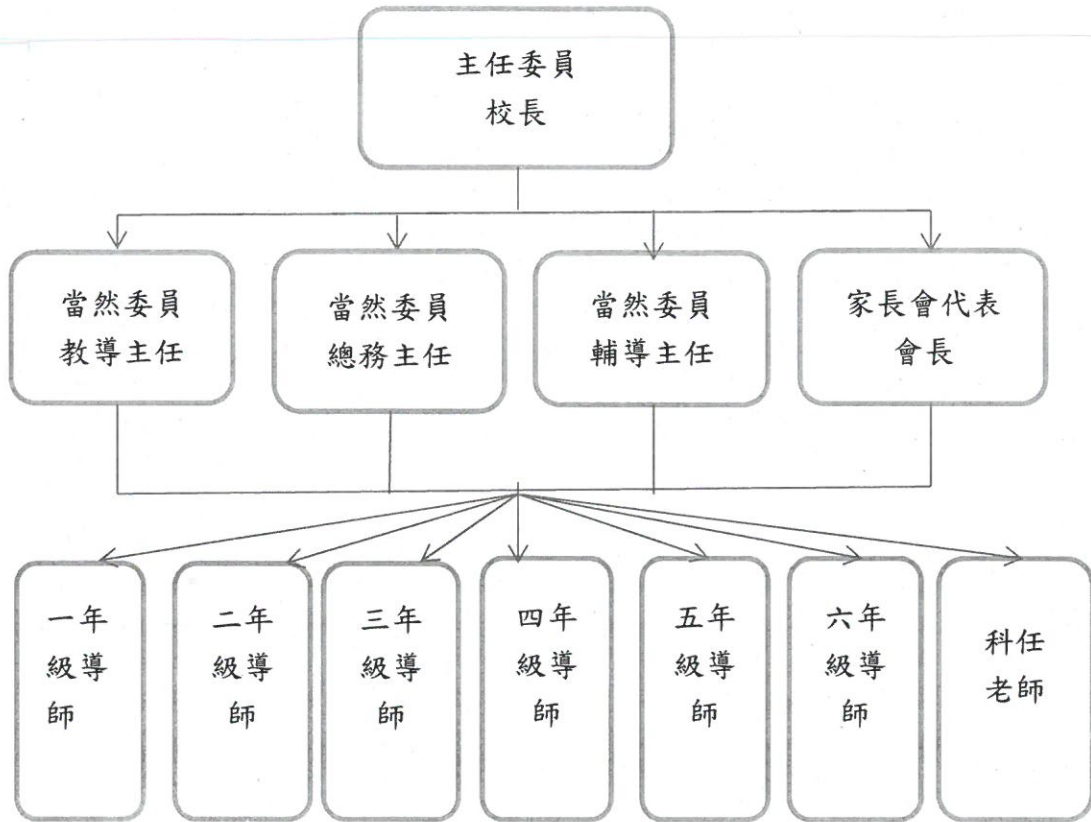 主任委員
校長
當然委員
教導主任
當然委員
總務主任
當然委員
輔導主任
家長會代表
會長
一年
級導
師
二年
級導
師
三年
級導
師
四年
級導
師
五年
級導
師
六年
級導
師
科任
老師